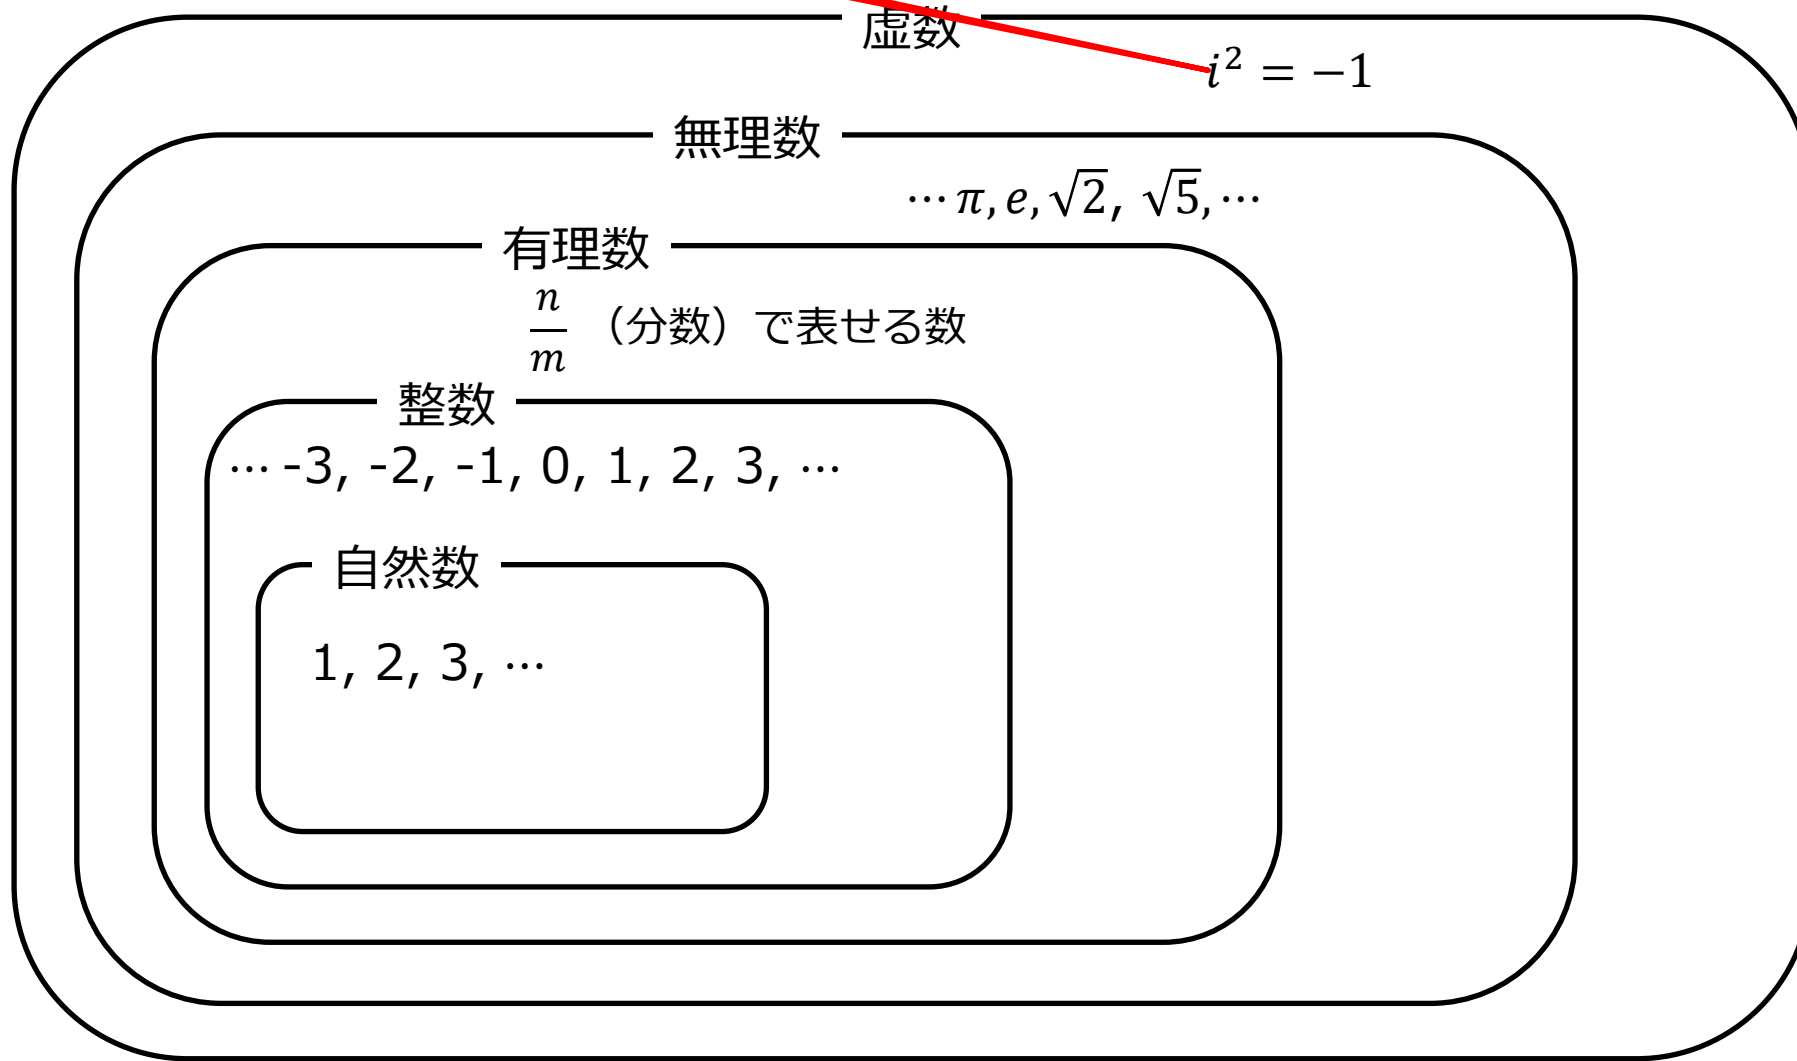 虚数
i² = −1
無理数
⋯ π, e, √2, √5, ⋯
有理数
n/m （分数）で表せる数
整数
⋯ -3, -2, -1, 0, 1, 2, 3, ⋯
自然数
1, 2, 3, ⋯